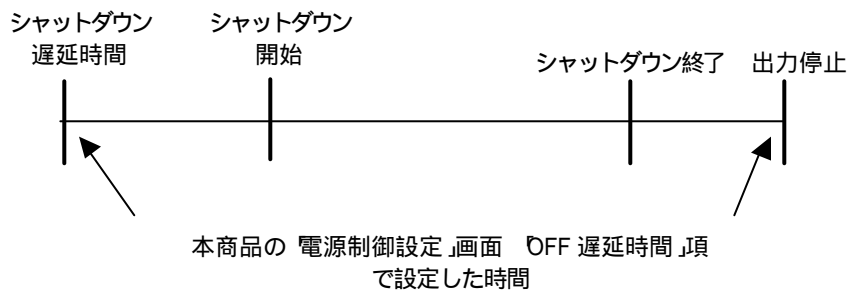 シャットダウン
遅延時間
シャットダウン
開始
シャットダウン終了
出力停止
本商品の「電源制御設定」画面 「OFF 遅延時間」項
で設定した時間